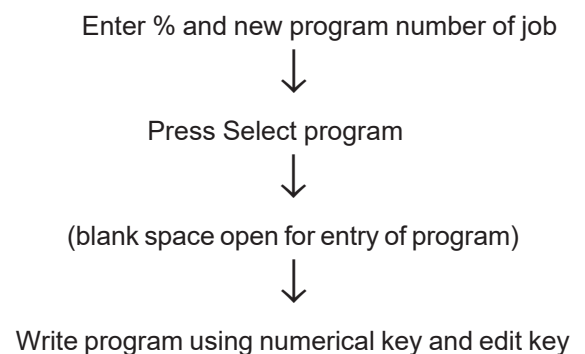 Enter % and new program number of job
Press Select program
(blank space open for entry of program)
Write program using numerical key and edit key